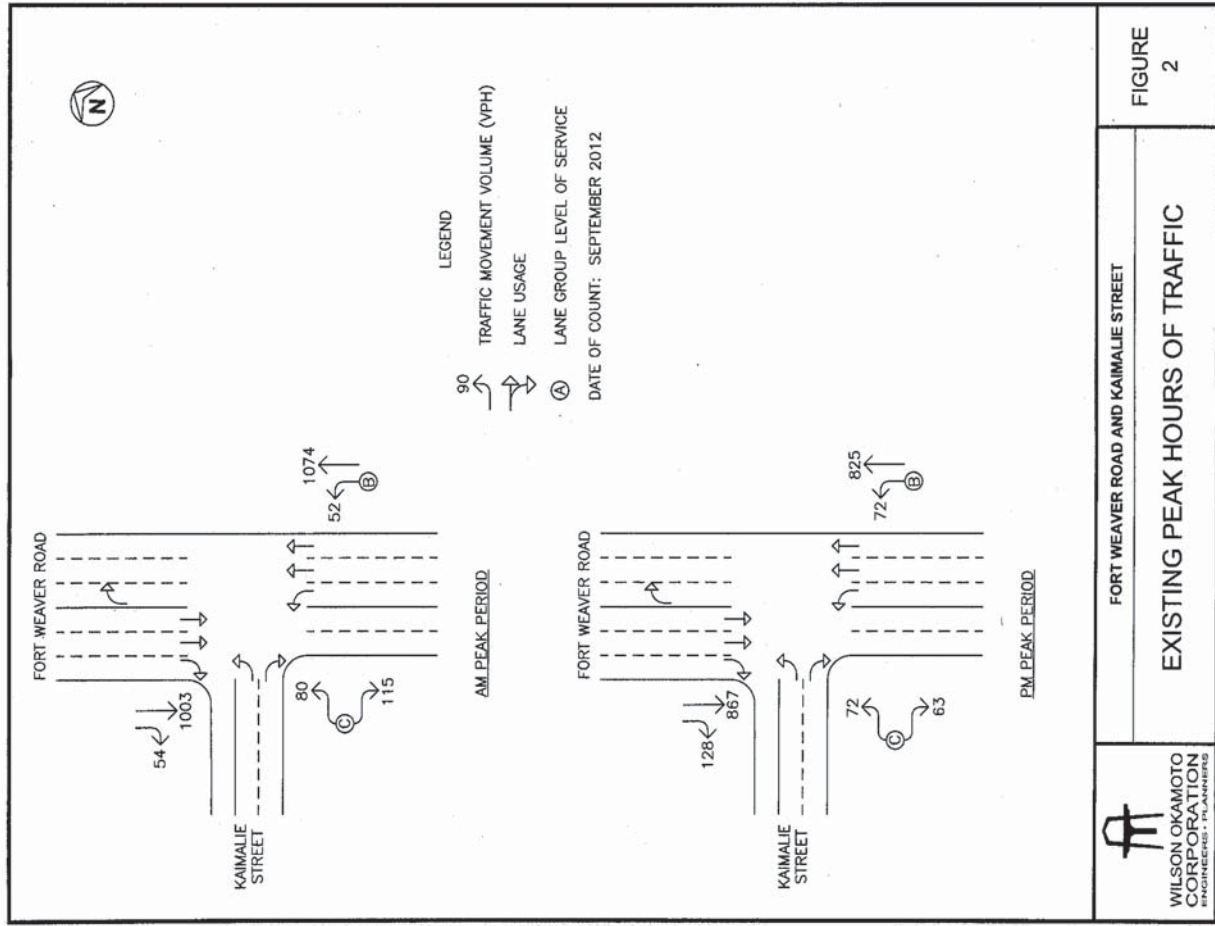 N
LEGEND
90
TRAFFIC MOVEMENT VOLUME (VPH)
LANE USAGE
A
LANE GROUP LEVEL OF SERVICE
DATE OF COUNT: SEPTEMBER 2012
FORT WEAVER ROAD
54
1003
KAIMALIE
STREET
80
C
115
52
1074
B
AM PEAK PERIOD
FORT WEAVER ROAD
128
867
KAIMALIE
STREET
72
C
63
72
825
B
PM PEAK PERIOD
WILSON OKAMOTO
CORPORATION
ENGINEERS • PLANNERS
FORT WEAVER ROAD AND KAIMALIE STREET
EXISTING PEAK HOURS OF TRAFFIC
FIGURE
2